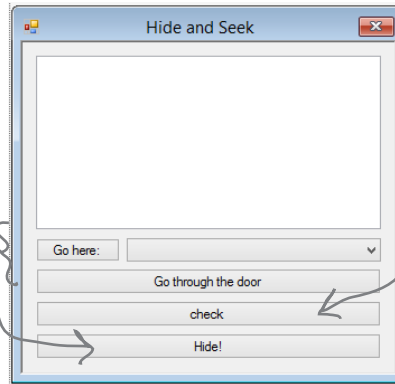 Hide and Seek
Go here:
Go through the door
check
Hide!